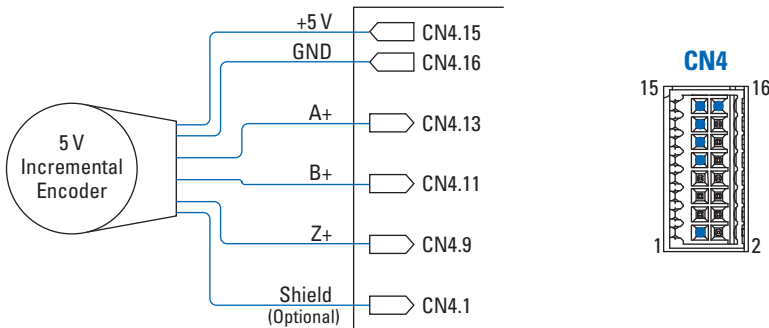 +5 V
CN4.15
GND
CN4.16
A+
CN4.13
5 V
Incremental
Encoder
B+
CN4.11
Z+
CN4.9
Shield
(Optional)
CN4.1
CN4
15
16
1
2